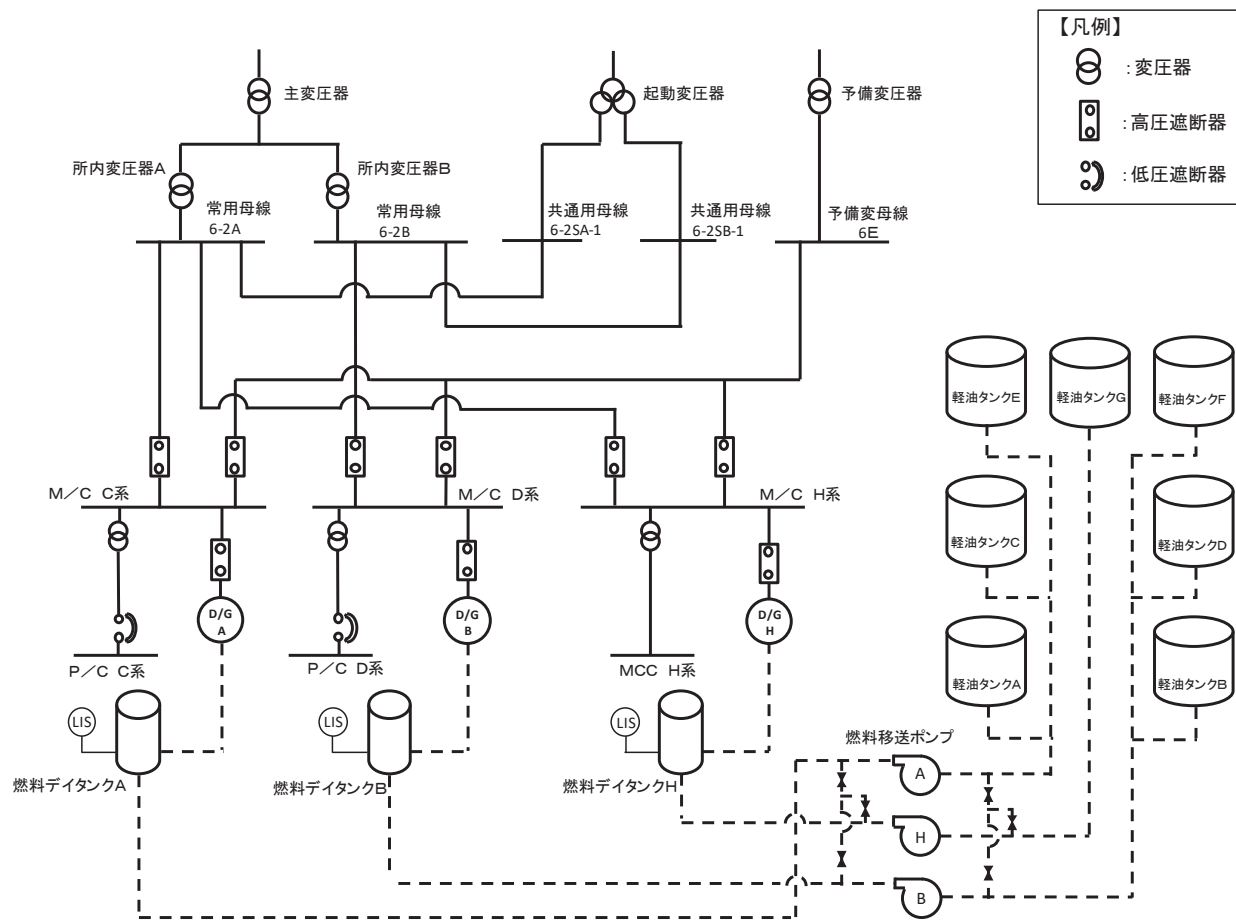 【凡例】
：変圧器
：高圧遮断器
：低圧遮断器
主変圧器
起動変圧器
予備変圧器
所内変圧器A
所内変圧器B
常用母線
6-2A
常用母線
6-2B
共通用母線
6-2SA-1
共通用母線
6-2SB-1
予備変母線
6E
軽油タンクE
軽油タンクG
軽油タンクF
M／C C系
M／C D系
M／C H系
軽油タンクC
軽油タンクD
D/G
A
D/G
B
D/G
H
P／C C系
P／C D系
MCC H系
軽油タンクA
軽油タンクB
LIS
LIS
LIS
燃料移送ポンプ
燃料デイタンクA
燃料デイタンクB
燃料デイタンクH
A
H
B